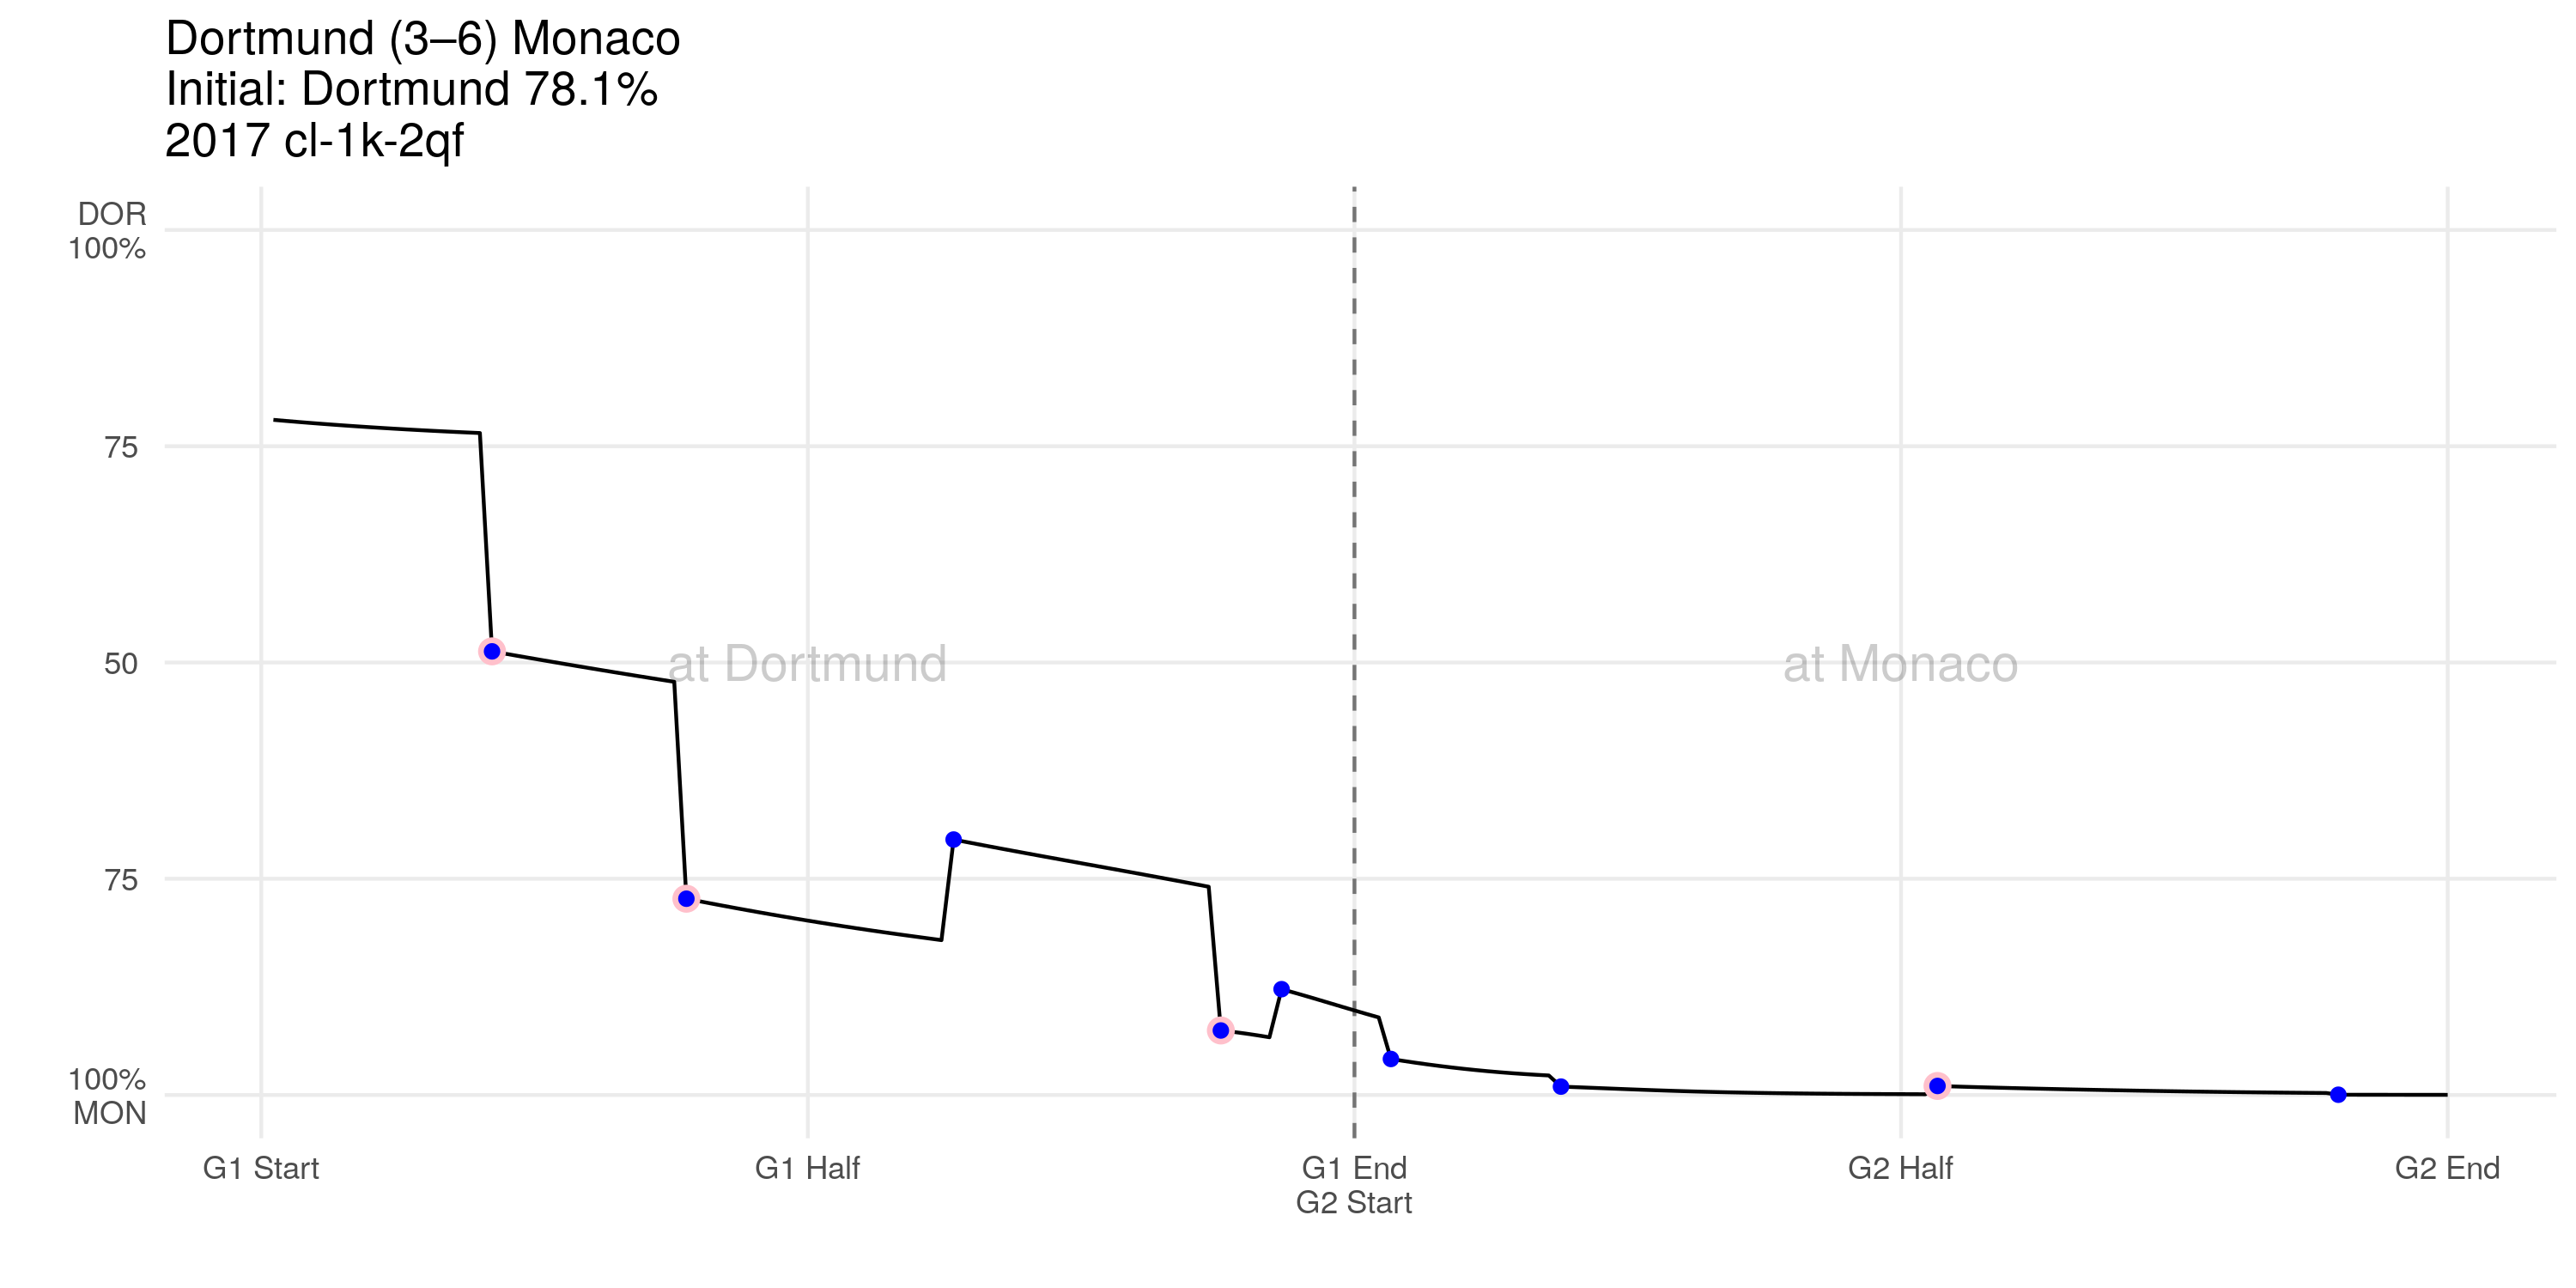 Dortmund (3–6) Monaco
Initial: Dortmund 78.1%
2017 cl-1k-2qf
DOR
100%
75
50
at Dortmund
at Monaco
75
100%
MON
G1 Start
G1 Half
G1 End
G2 Start
G2 Half
G2 End